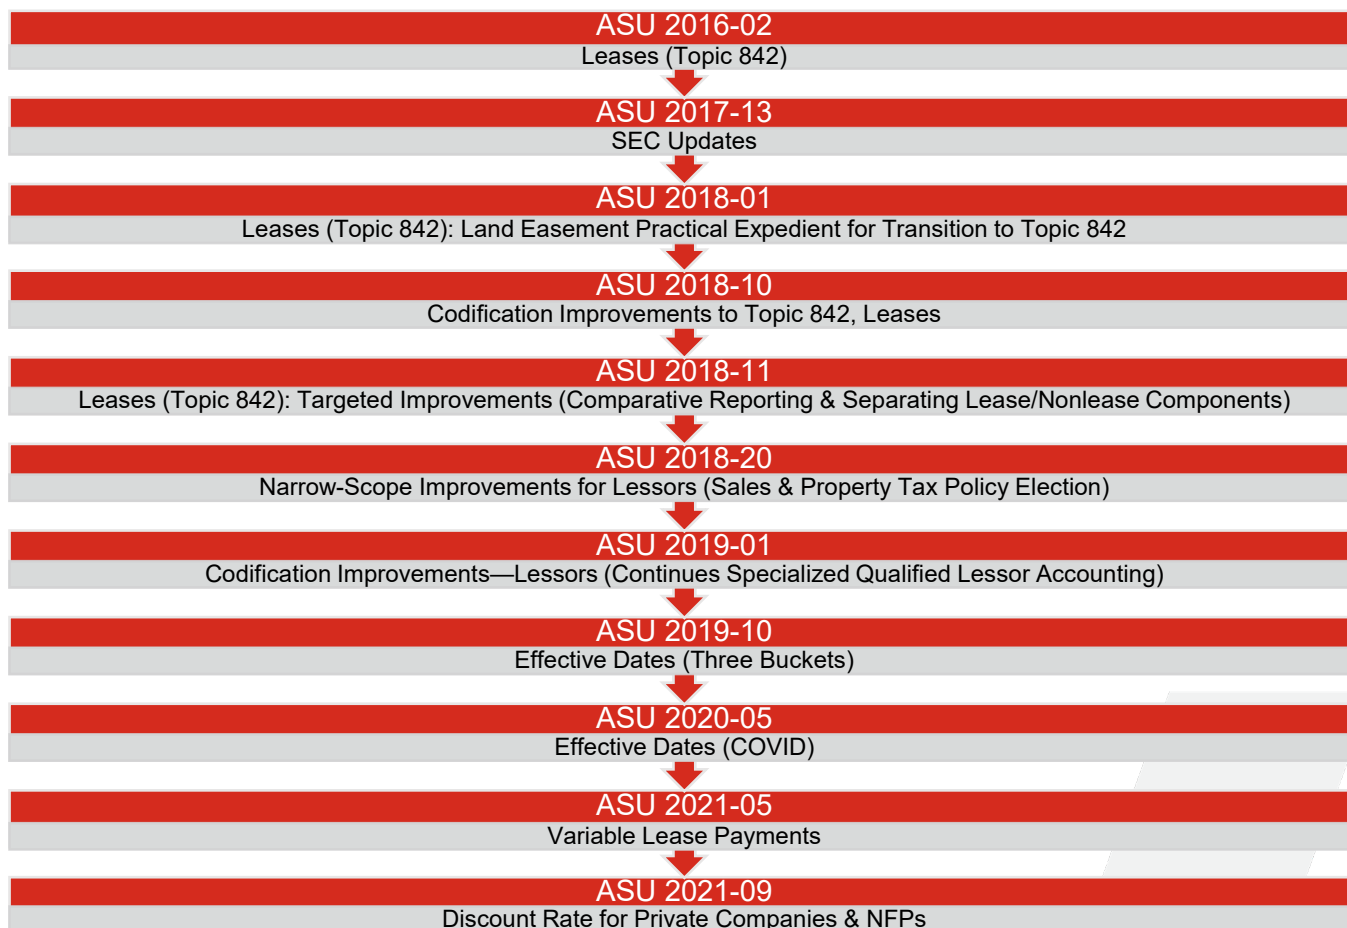 ASU 2016-02
Leases (Topic 842)
ASU 2017-13
SEC Updates
ASU 2018-01
Leases (Topic 842): Land Easement Practical Expedient for Transition to Topic 842
ASU 2018-10
Codification Improvements to Topic 842, Leases
ASU 2018-11
Leases (Topic 842): Targeted Improvements (Comparative Reporting & Separating Lease/Nonlease Components)
ASU 2018-20
Narrow-Scope Improvements for Lessors (Sales & Property Tax Policy Election)
ASU 2019-01
Codification Improvements—Lessors (Continues Specialized Qualified Lessor Accounting)
ASU 2019-10
Effective Dates (Three Buckets)
ASU 2020-05
Effective Dates (COVID)
ASU 2021-05
Variable Lease Payments
ASU 2021-09
Discount Rate for Private Companies & NFPs